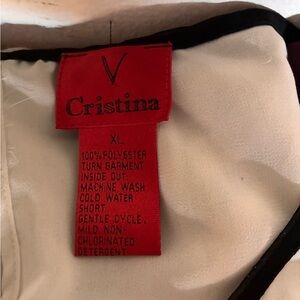 V
Cristina
XL
100% POLYESTER
TURN GARMENT
INSIDE OUT.
MACHINE WASH
COLD WATER
SHORT
GENTLE CYCLE.
MILD NON-
CHLORINATED
DETERGENT